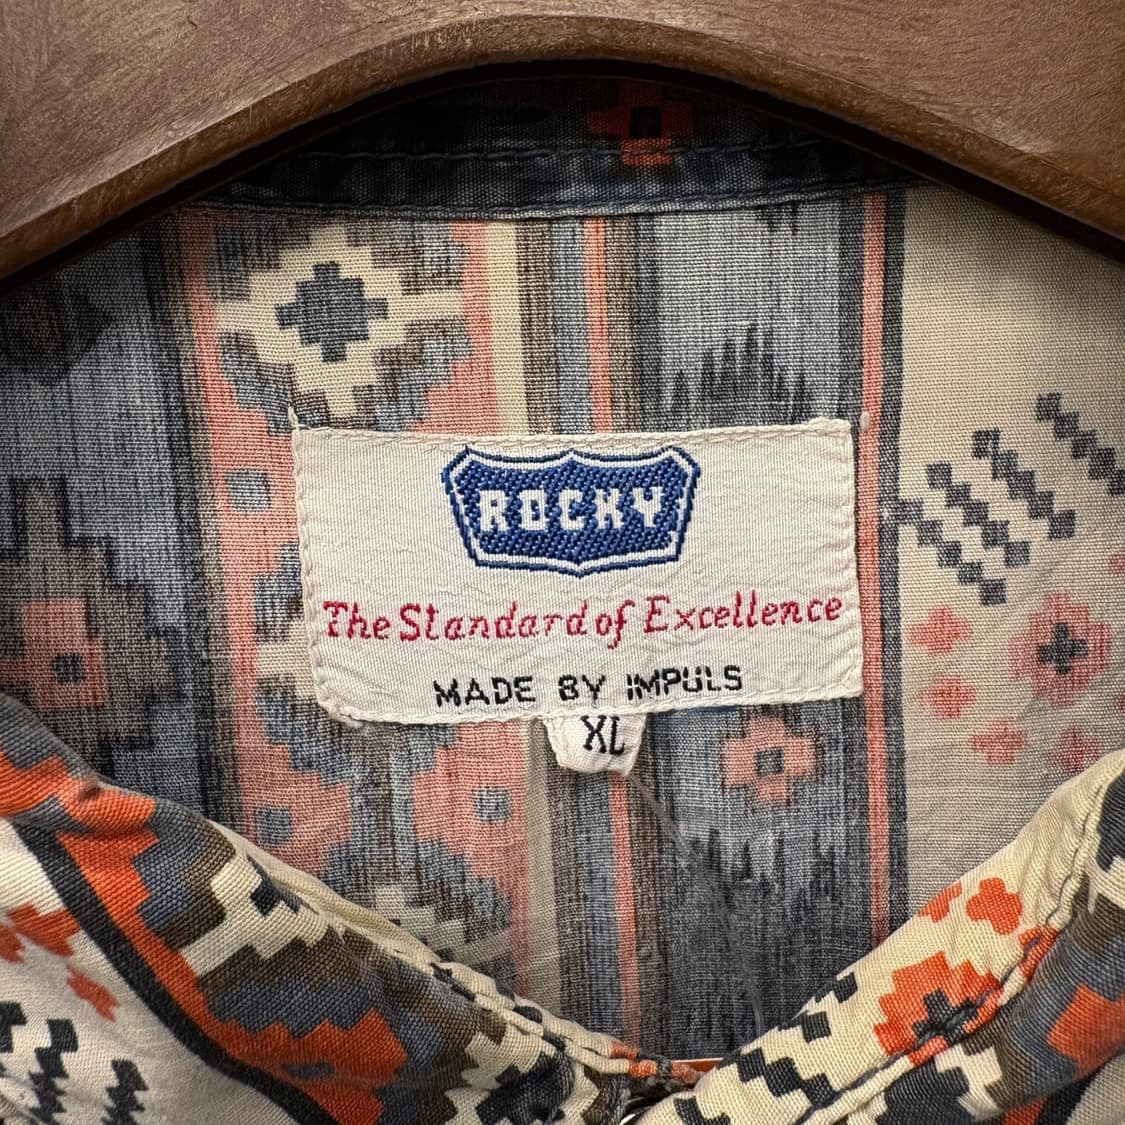 ROCKY
The Standard of Excellence
MADE BY IMPULS
XL